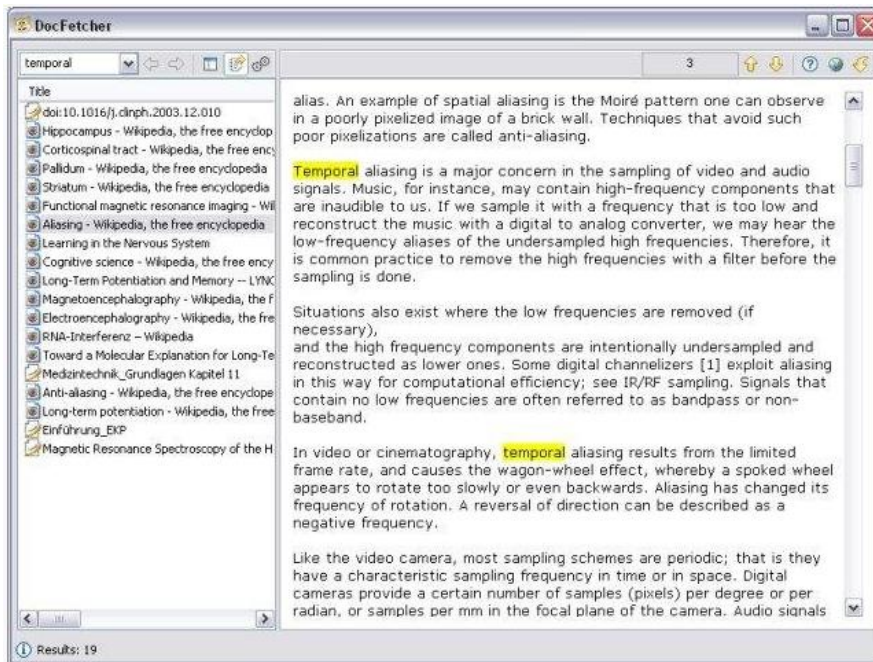 DocFetcher
temporal
3
Title
doi:10.1016/j.clinph.2003.12.010
Hippocampus - Wikipedia, the free encyclop
Corticospinal tract - Wikipedia, the free ency
Pallidum - Wikipedia, the free encyclopedia
Striatum - Wikipedia, the free encyclopedia
Functional magnetic resonance imaging - Wi
Aliasing - Wikipedia, the free encyclopedia
Learning in the Nervous System
Cognitive science - Wikipedia, the free ency
Long-Term Potentiation and Memory -- LYNC
Magnetoencephalography - Wikipedia, the f
Electroencephalography - Wikipedia, the fre
RNA-Interferenz – Wikipedia
Toward a Molecular Explanation for Long-Te
Medizintechnik_Grundlagen Kapitel 11
Anti-aliasing - Wikipedia, the free encyclope
Long-term potentiation - Wikipedia, the free
Einführung_EKP
Magnetic Resonance Spectroscopy of the H
alias. An example of spatial aliasing is the Moiré pattern one can observe
in a poorly pixelized image of a brick wall. Techniques that avoid such
poor pixelizations are called anti-aliasing.
Temporal aliasing is a major concern in the sampling of video and audio
signals. Music, for instance, may contain high-frequency components that
are inaudible to us. If we sample it with a frequency that is too low and
reconstruct the music with a digital to analog converter, we may hear the
low-frequency aliases of the undersampled high frequencies. Therefore, it
is common practice to remove the high frequencies with a filter before the
sampling is done.
Situations also exist where the low frequencies are removed (if
necessary),
and the high frequency components are intentionally undersampled and
reconstructed as lower ones. Some digital channelizers [1] exploit aliasing
in this way for computational efficiency; see IR/RF sampling. Signals that
contain no low frequencies are often referred to as bandpass or non-
baseband.
In video or cinematography, temporal aliasing results from the limited
frame rate, and causes the wagon-wheel effect, whereby a spoked wheel
appears to rotate too slowly or even backwards. Aliasing has changed its
frequency of rotation. A reversal of direction can be described as a
negative frequency.
Like the video camera, most sampling schemes are periodic; that is they
have a characteristic sampling frequency in time or in space. Digital
cameras provide a certain number of samples (pixels) per degree or per
radian, or samples per mm in the focal plane of the camera. Audio signals
Results: 19